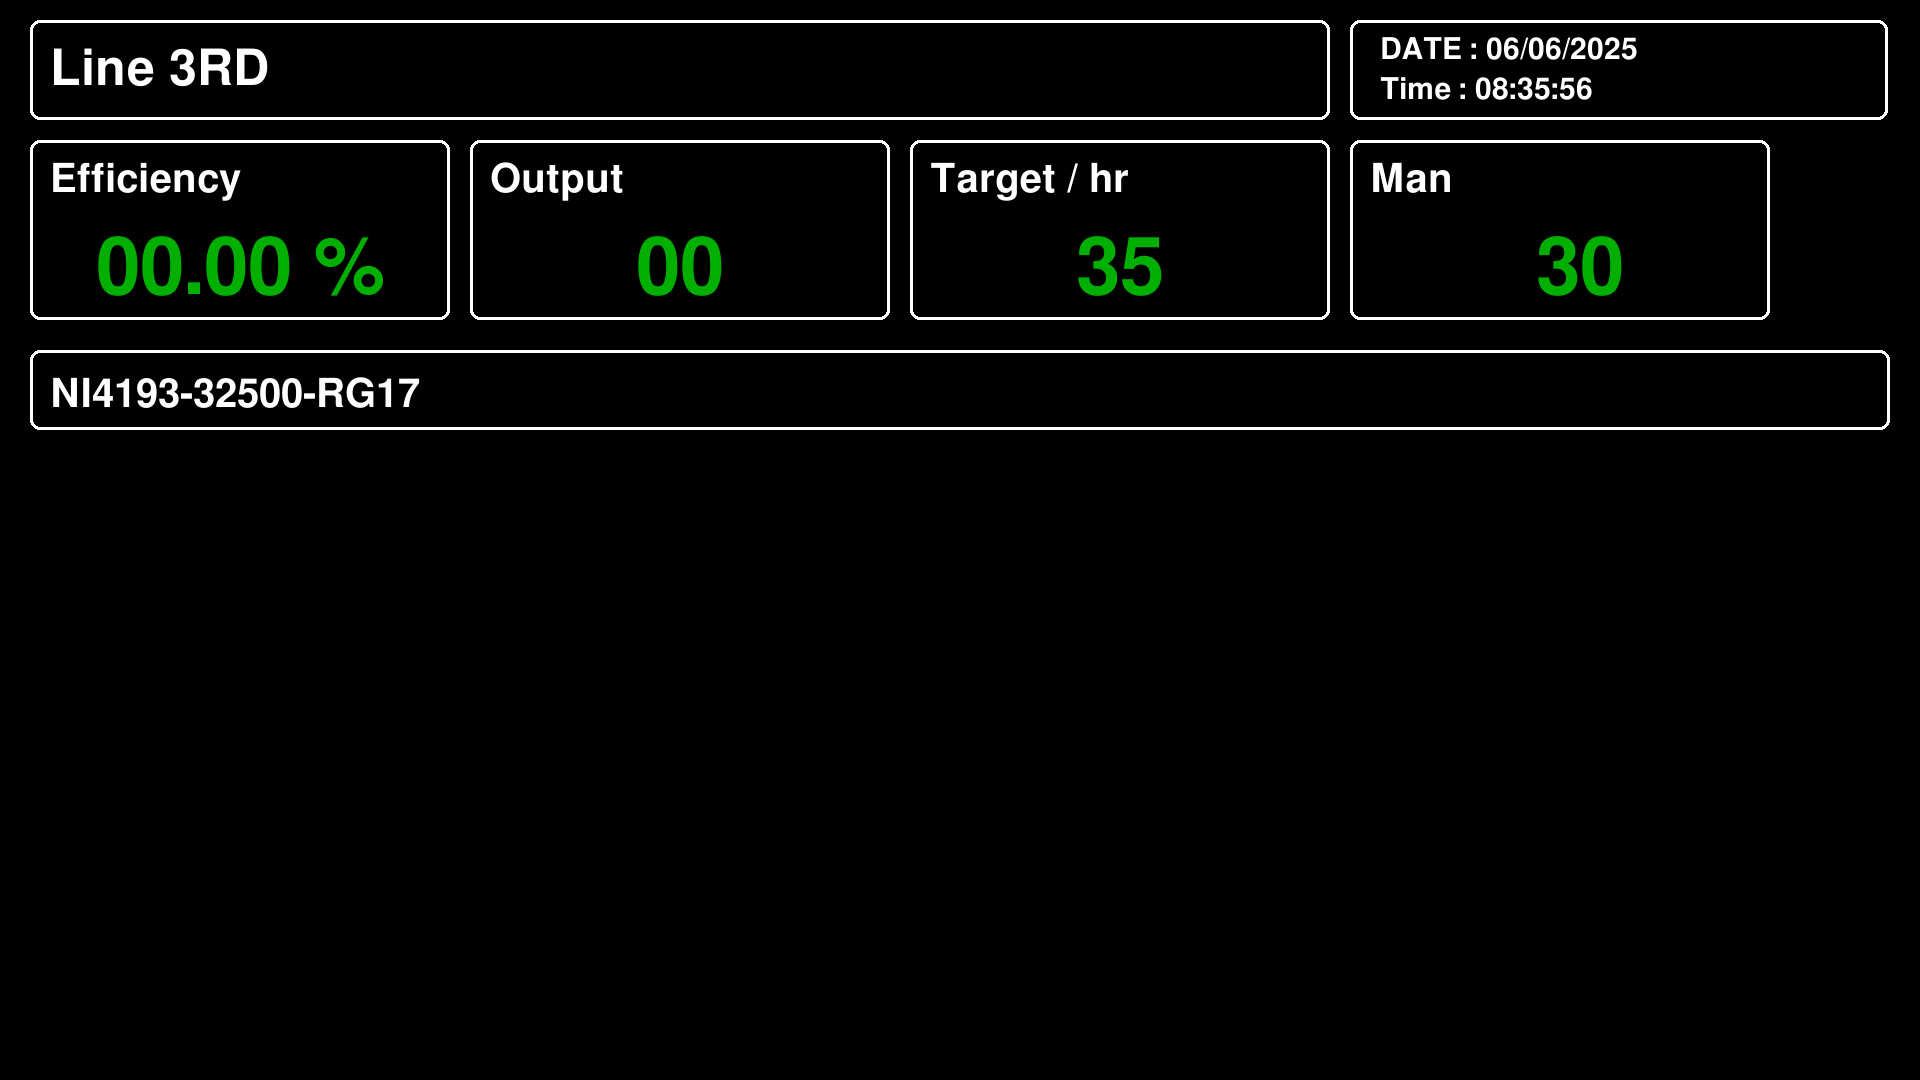 Line 3RD
DATE : 06/06/2025
Time : 08:35:56
Efficiency
00.00 %
Output
00
Target / hr
35
Man
30
NI4193-32500-RG17